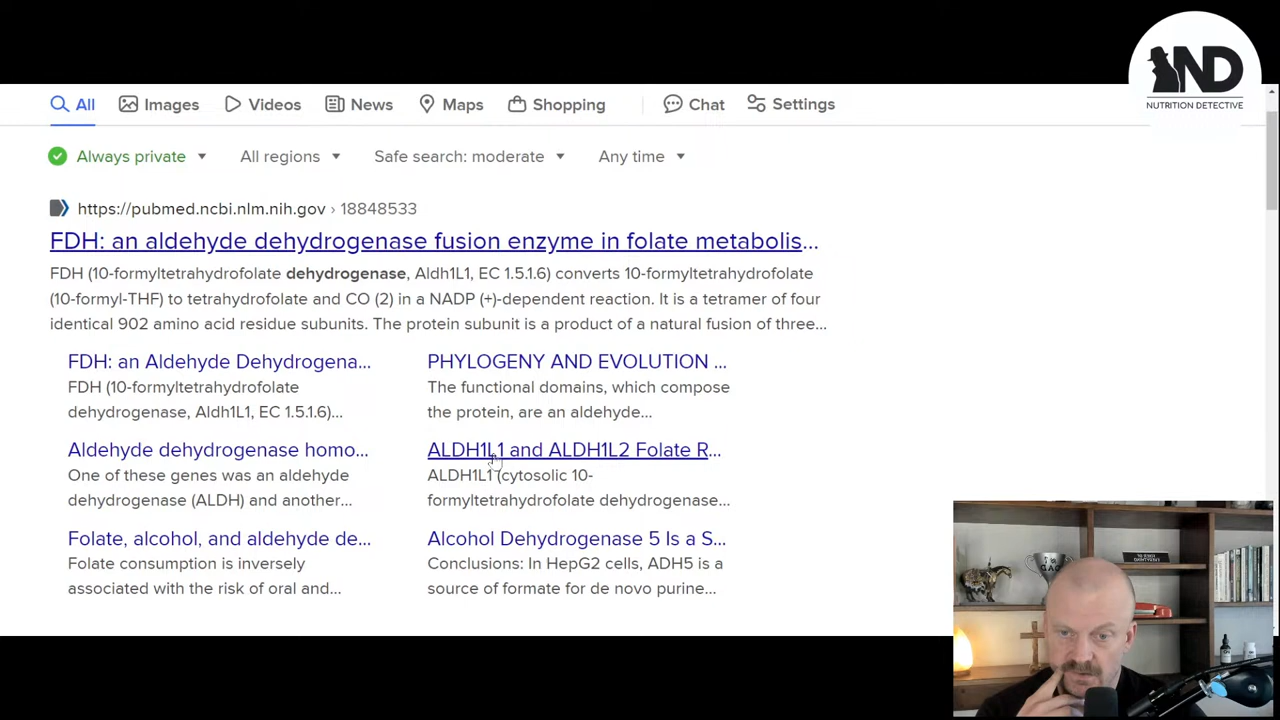 ND
NUTRITION DETECTIVE
All Images Videos News Maps Shopping Chat Settings
Always private All regions Safe search: moderate Any time
https://pubmed.ncbi.nlm.nih.gov › 18848533
FDH: an aldehyde dehydrogenase fusion enzyme in folate metabolis...
FDH (10-formyltetrahydrofolate dehydrogenase, Aldh1L1, EC 1.5.1.6) converts 10-formyltetrahydrofolate
(10-formyl-THF) to tetrahydrofolate and CO (2) in a NADP (+)-dependent reaction. It is a tetramer of four
identical 902 amino acid residue subunits. The protein subunit is a product of a natural fusion of three...
FDH: an Aldehyde Dehydrogena...
FDH (10-formyltetrahydrofolate
dehydrogenase, Aldh1L1, EC 1.5.1.6)...
PHYLOGENY AND EVOLUTION ...
The functional domains, which compose
the protein, are an aldehyde...
Aldehyde dehydrogenase homo...
One of these genes was an aldehyde
dehydrogenase (ALDH) and another...
ALDH1L1 and ALDH1L2 Folate R...
ALDH1L1 (cytosolic 10-
formyltetrahydrofolate dehydrogenase...
Folate, alcohol, and aldehyde de...
Folate consumption is inversely
associated with the risk of oral and...
Alcohol Dehydrogenase 5 Is a S...
Conclusions: In HepG2 cells, ADH5 is a
source of formate for de novo purine...